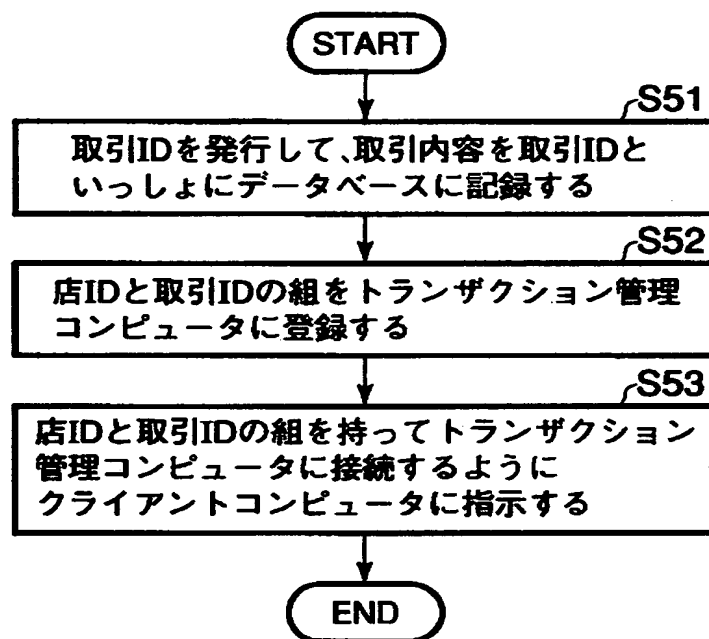 START
S51
取引IDを発行して、取引内容を取引IDと
いっしょにデータベースに記録する
S52
店IDと取引IDの組をトランザクション管理
コンピュータに登録する
S53
店IDと取引IDの組を持ってトランザクション
管理コンピュータに接続するように
クライアントコンピュータに指示する
END